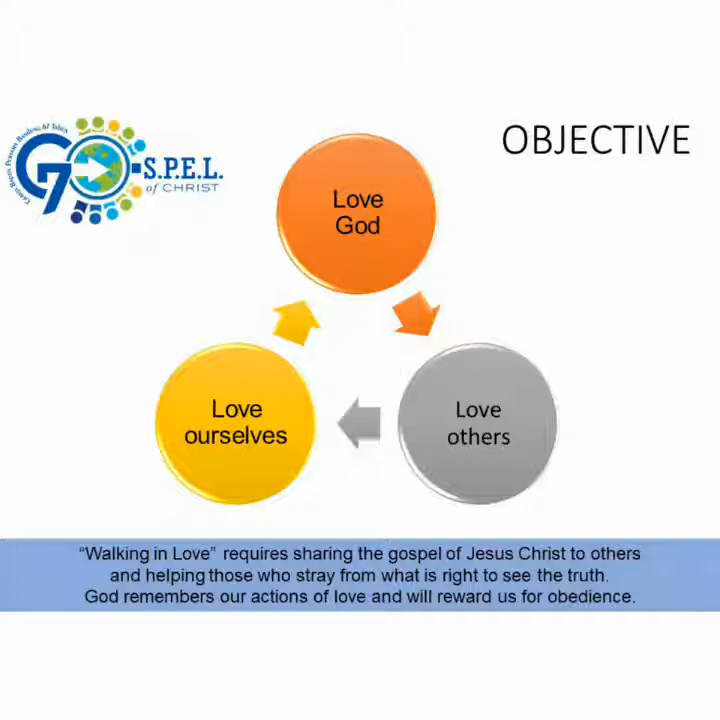 GO-S.P.E.L.
of CHRIST
OBJECTIVE
Love
God
Love
others
Love
ourselves
“Walking in Love” requires sharing the gospel of Jesus Christ to others
and helping those who stray from what is right to see the truth.
God remembers our actions of love and will reward us for obedience.